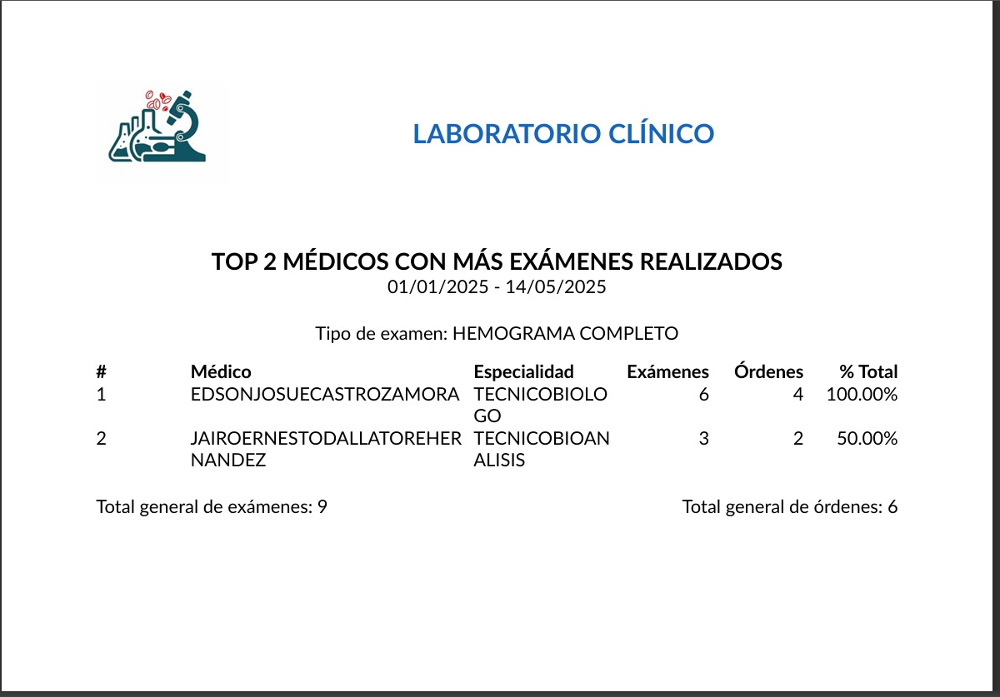 LABORATORIO CLÍNICO
TOP 2 MÉDICOS CON MÁS EXÁMENES REALIZADOS
01/01/2025 - 14/05/2025
Tipo de examen: HEMOGRAMA COMPLETO
# Médico Especialidad Exámenes Órdenes % Total
1 EDSONJOSUECASTROZAMORA TECNICOBIOLO 6 4 100.00%
GO
2 JAIROERNESTODALLATOREHER TECNICOBIOAN 3 2 50.00%
NANDEZ ALISIS
Total general de exámenes: 9 Total general de órdenes: 6